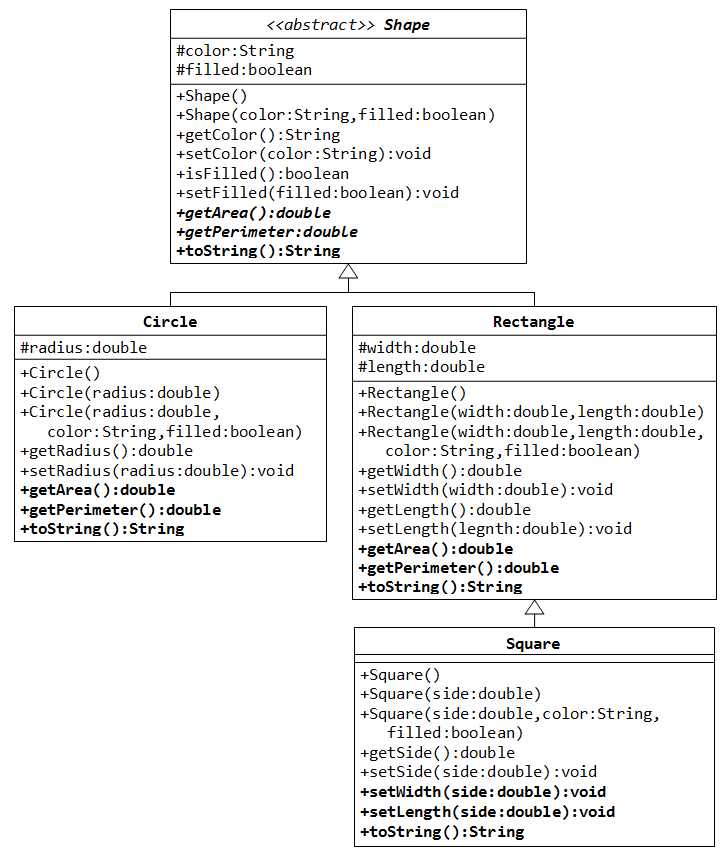 <<abstract>> Shape
#color:String
#filled:boolean
+Shape()
+Shape(color:String,filled:boolean)
+getColor():String
+setColor(color:String):void
+isFilled():boolean
+setFilled(filled:boolean):void
+getArea():double
+getPerimeter:double
+toString():String
Circle
#radius:double
+Circle()
+Circle(radius:double)
+Circle(radius:double,
color:String,filled:boolean)
+getRadius():double
+setRadius(radius:double):void
+getArea():double
+getPerimeter():double
+toString():String
Rectangle
#width:double
#length:double
+Rectangle()
+Rectangle(width:double,length:double)
+Rectangle(width:double,length:double,
color:String,filled:boolean)
+getWidth():double
+setWidth(width:double):void
+getLength():double
+setLength(legnth:double):void
+getArea():double
+getPerimeter():double
+toString():String
Square
+Square()
+Square(side:double)
+Square(side:double,color:String,
filled:boolean)
+getSide():double
+setSide(side:double):void
+setWidth(side:double):void
+setLength(side:double):void
+toString():String